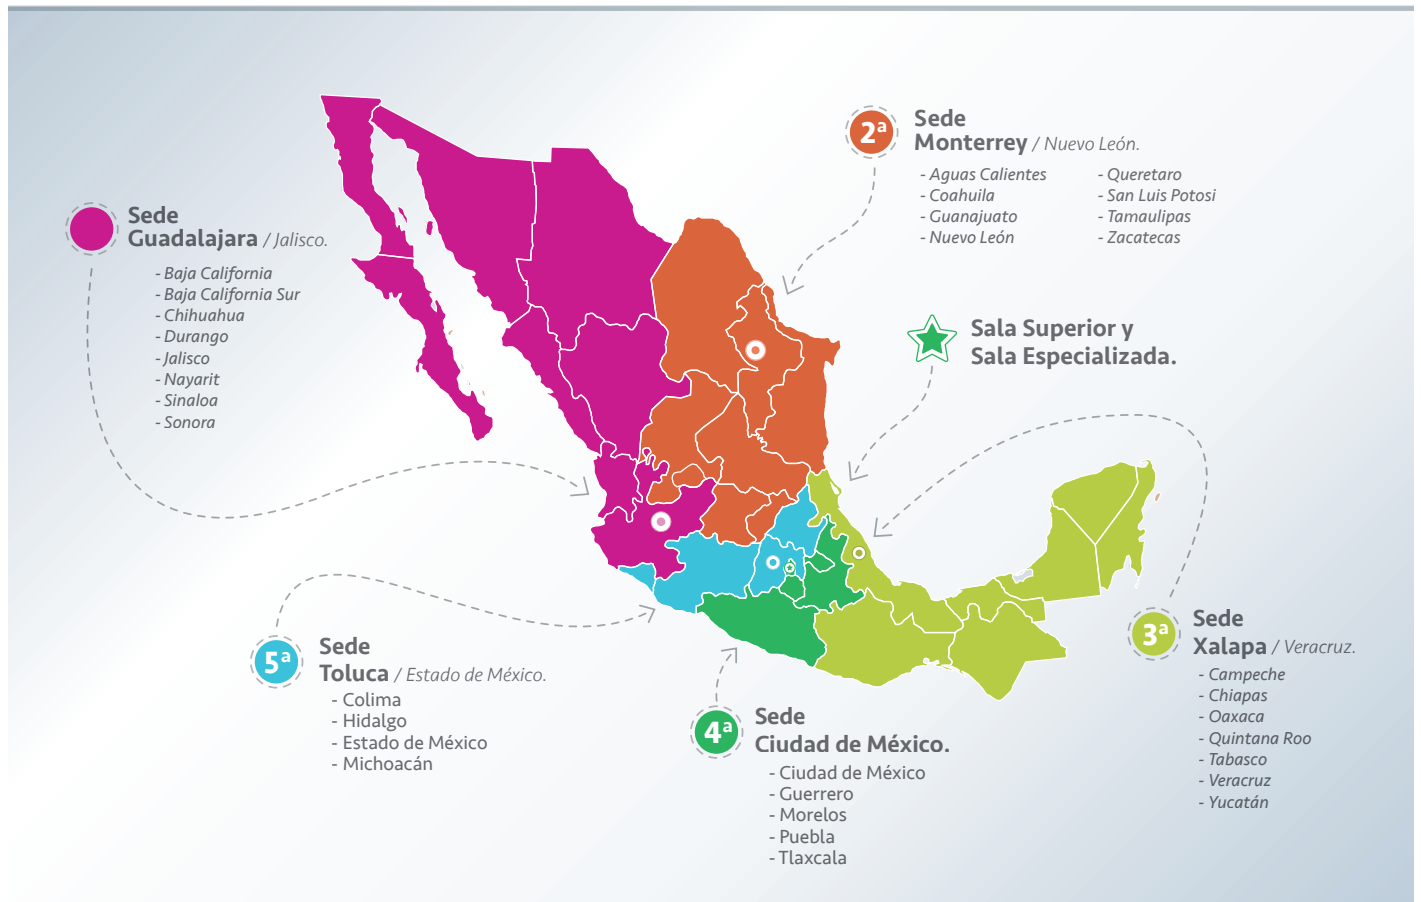 Sede
Guadalajara / Jalisco.
- Baja California
- Baja California Sur
- Chihuahua
- Durango
- Jalisco
- Nayarit
- Sinaloa
- Sonora
2ª
Sede
Monterrey / Nuevo León.
- Aguas Calientes
- Coahuila
- Guanajuato
- Nuevo León
- Queretaro
- San Luis Potosi
- Tamaulipas
- Zacatecas
Sala Superior y
Sala Especializada.
3ª
Sede
Xalapa / Veracruz.
- Campeche
- Chiapas
- Oaxaca
- Quintana Roo
- Tabasco
- Veracruz
- Yucatán
5ª
Sede
Toluca / Estado de México.
- Colima
- Hidalgo
- Estado de México
- Michoacán
4ª
Sede
Ciudad de México.
- Ciudad de México
- Guerrero
- Morelos
- Puebla
- Tlaxcala